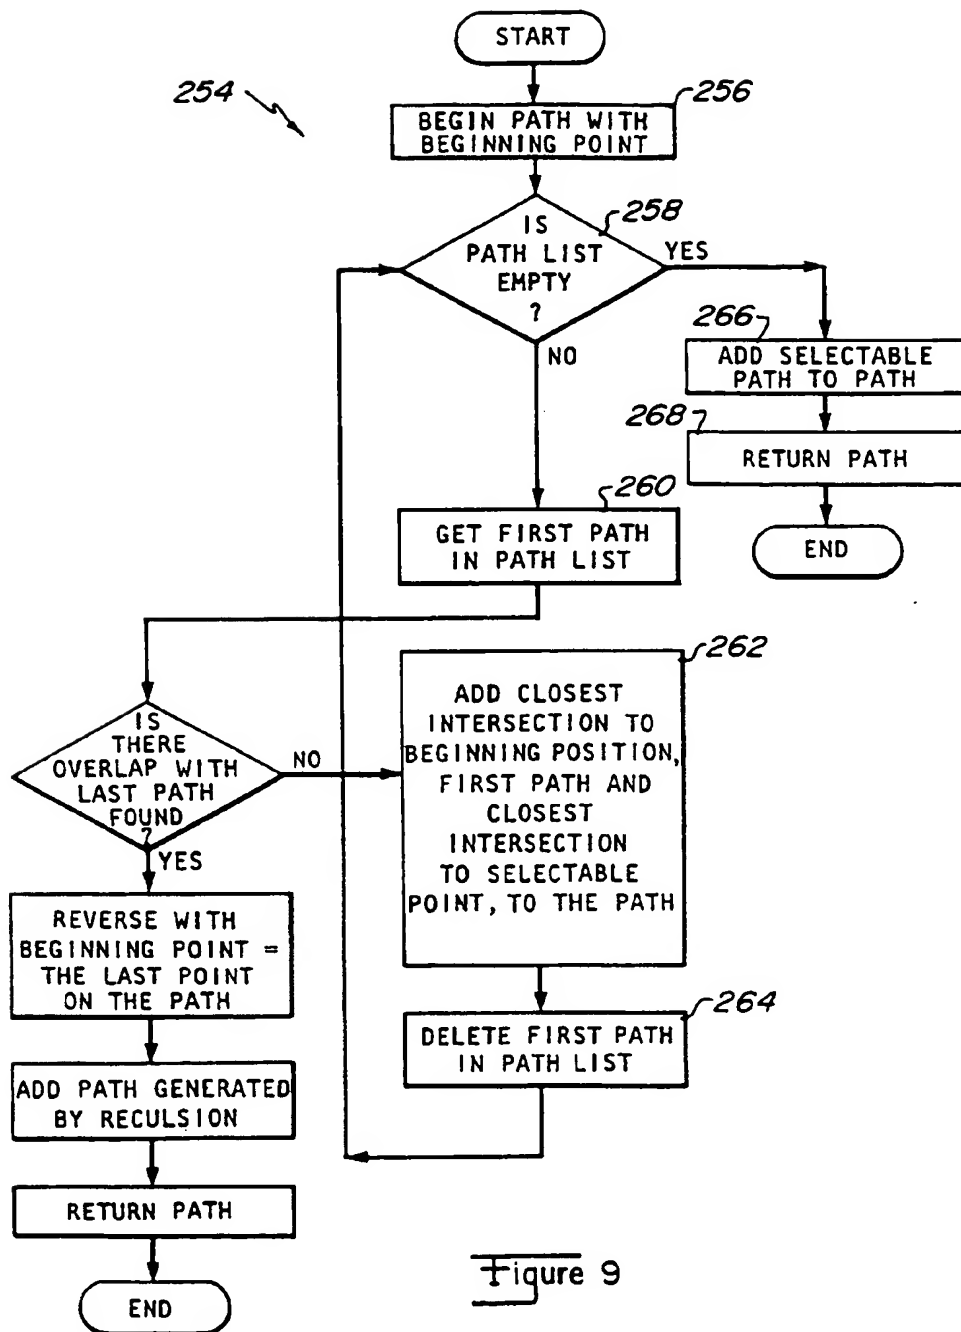 START
254
256
BEGIN PATH WITH
BEGINNING POINT
258
IS
PATH LIST
EMPTY
?
YES
NO
266
ADD SELECTABLE
PATH TO PATH
268
RETURN PATH
END
260
GET FIRST PATH
IN PATH LIST
262
ADD CLOSEST
INTERSECTION TO
BEGINNING POSITION,
FIRST PATH AND
CLOSEST
INTERSECTION
TO SELECTABLE
POINT, TO THE PATH
IS
THERE
OVERLAP WITH
LAST PATH
FOUND
?
NO
YES
264
DELETE FIRST PATH
IN PATH LIST
REVERSE WITH
BEGINNING POINT =
THE LAST POINT
ON THE PATH
ADD PATH GENERATED
BY RECULSION
RETURN PATH
END
Figure 9